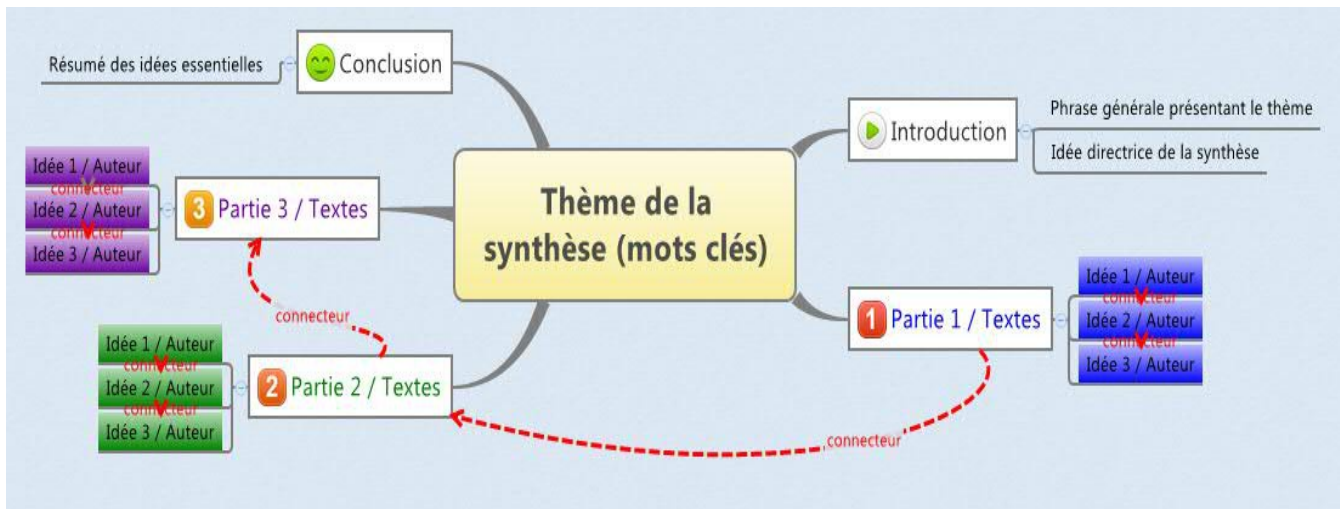 Thème de la
synthèse (mots clés)
Introduction
Phrase générale présentant le thème
Idée directrice de la synthèse
1 Partie 1 / Textes
Idée 1 / Auteur
connecteur
Idée 2 / Auteur
connecteur
Idée 3 / Auteur
connecteur
2 Partie 2 / Textes
Idée 1 / Auteur
connecteur
Idée 2 / Auteur
connecteur
Idée 3 / Auteur
connecteur
3 Partie 3 / Textes
Idée 1 / Auteur
connecteur
Idée 2 / Auteur
connecteur
Idée 3 / Auteur
Conclusion
Résumé des idées essentielles